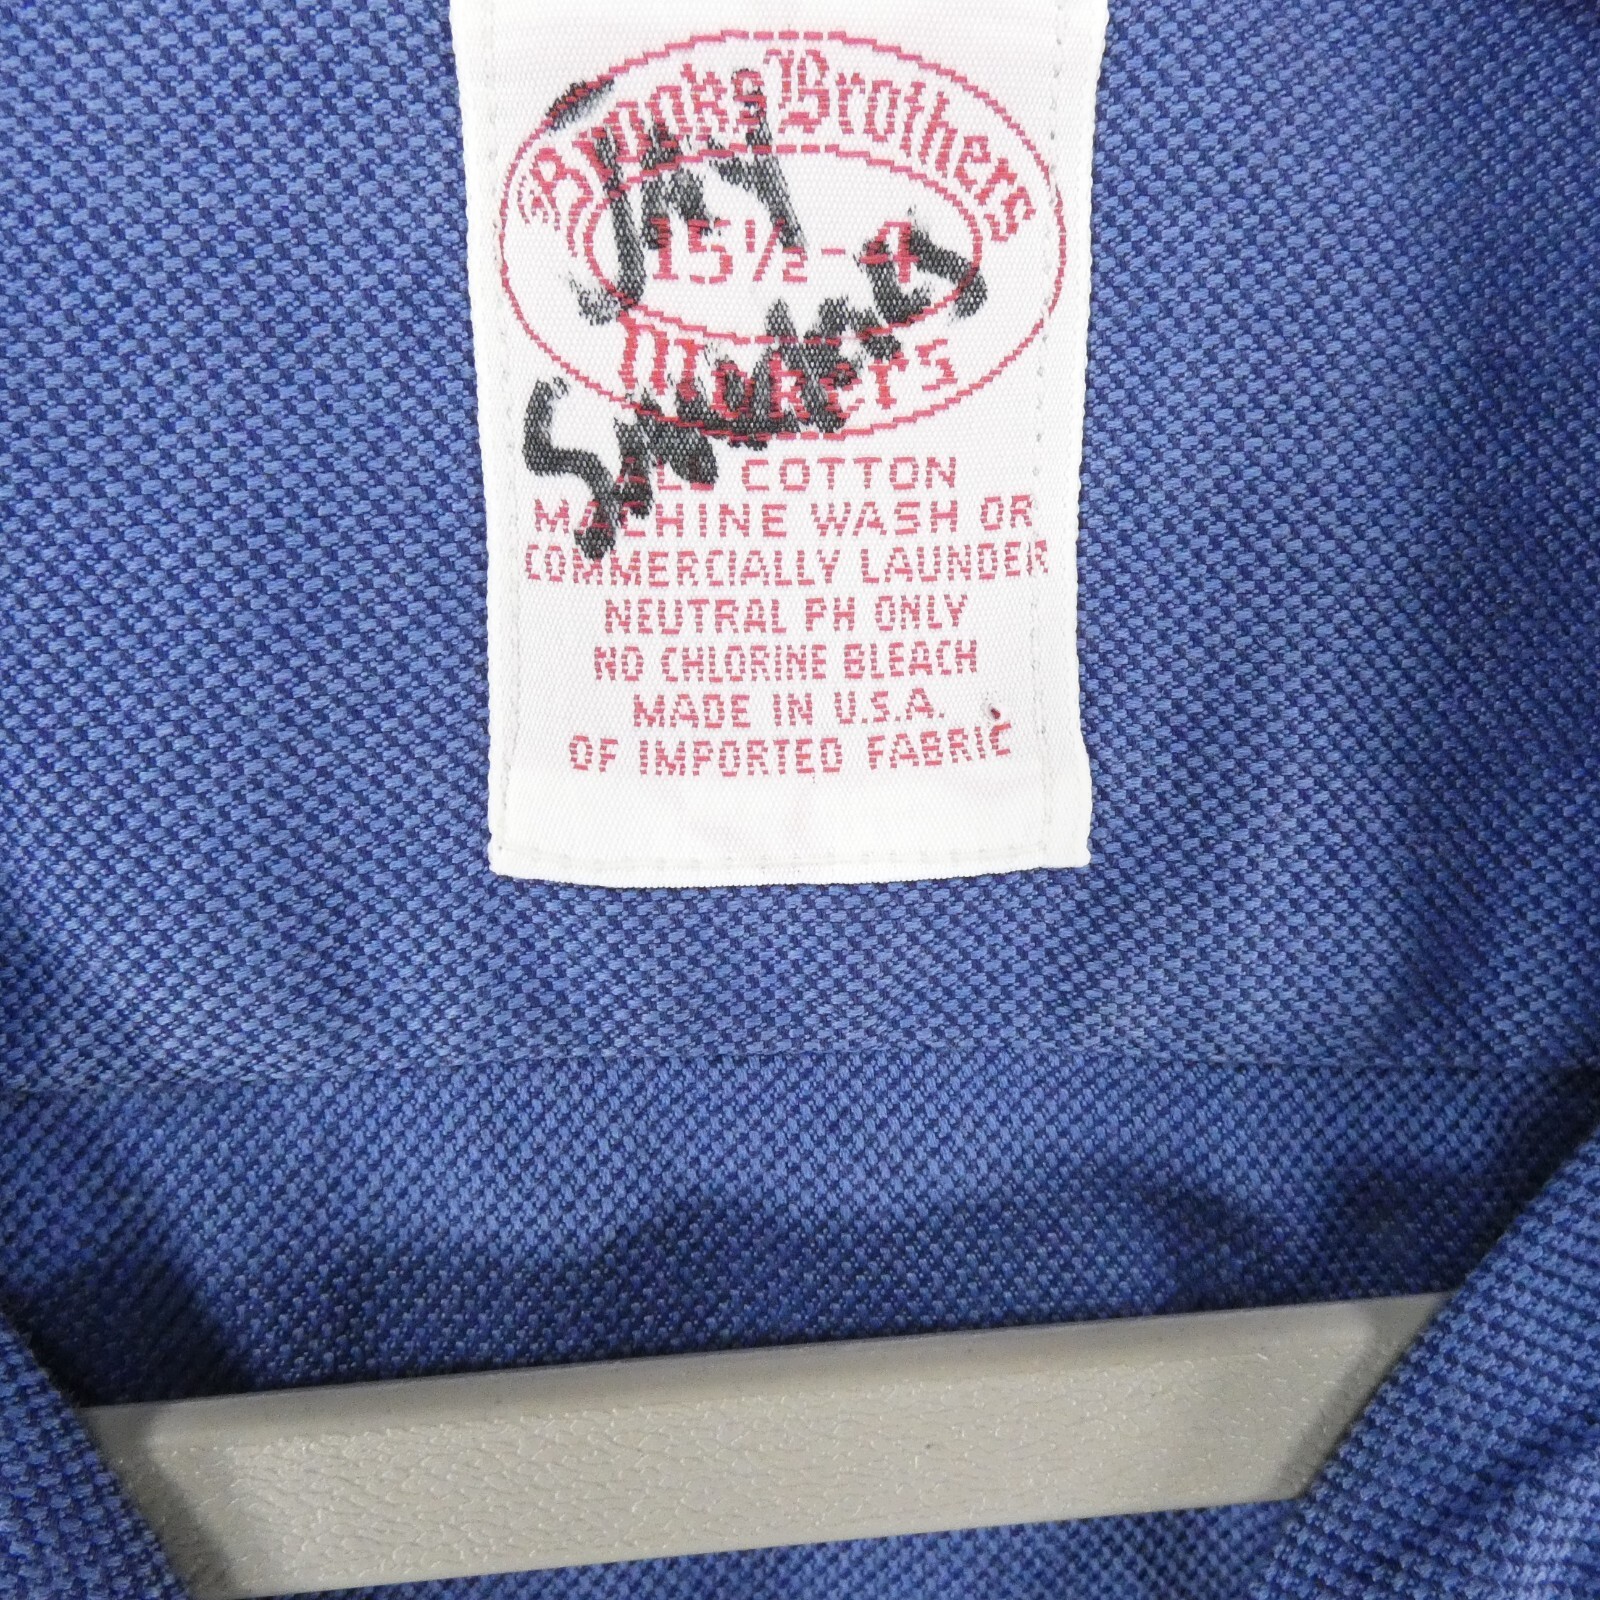 Brooks Brothers
15½-4
Makers
ALL COTTON
MACHINE WASH OR
COMMERCIALLY LAUNDER
NEUTRAL PH ONLY
NO CHLORINE BLEACH
MADE IN U.S.A.
OF IMPORTED FABRIC